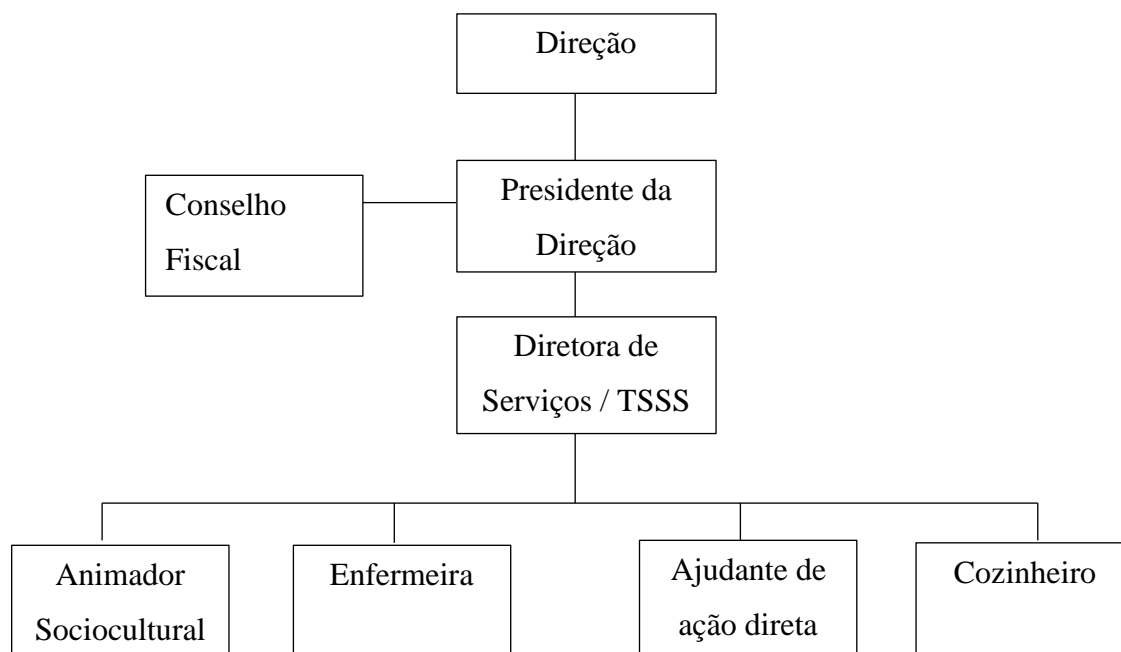 Direção
Conselho
Fiscal
Presidente da
Direção
Diretora de
Serviços / TSSS
Animador
Sociocultural
Enfermeira
Ajudante de
ação direta
Cozinheiro